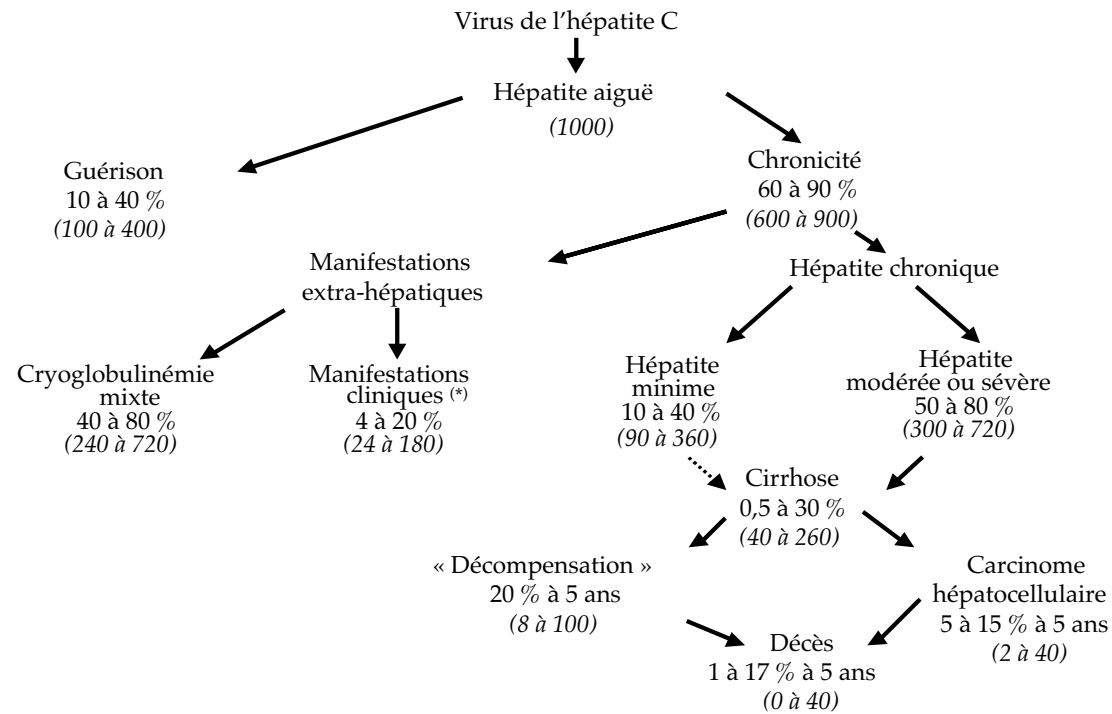 Virus de l’hépatite C
Hépatite aiguë
(1000)
Guérison
10 à 40 %
(100 à 400)
Chronicité
60 à 90 %
(600 à 900)
Manifestations
extra-hépatiques
Hépatite chronique
Cryoglobulinémie
mixte
40 à 80 %
(240 à 720)
Manifestations
cliniques (*)
4 à 20 %
(24 à 180)
Hépatite
minime
10 à 40 %
(90 à 360)
Hépatite
modérée ou sévère
50 à 80 %
(300 à 720)
Cirrhose
0,5 à 30 %
(40 à 260)
« Décompensation »
20 % à 5 ans
(8 à 100)
Carcinome
hépatocellulaire
5 à 15 % à 5 ans
(2 à 40)
Décès
1 à 17 % à 5 ans
(0 à 40)